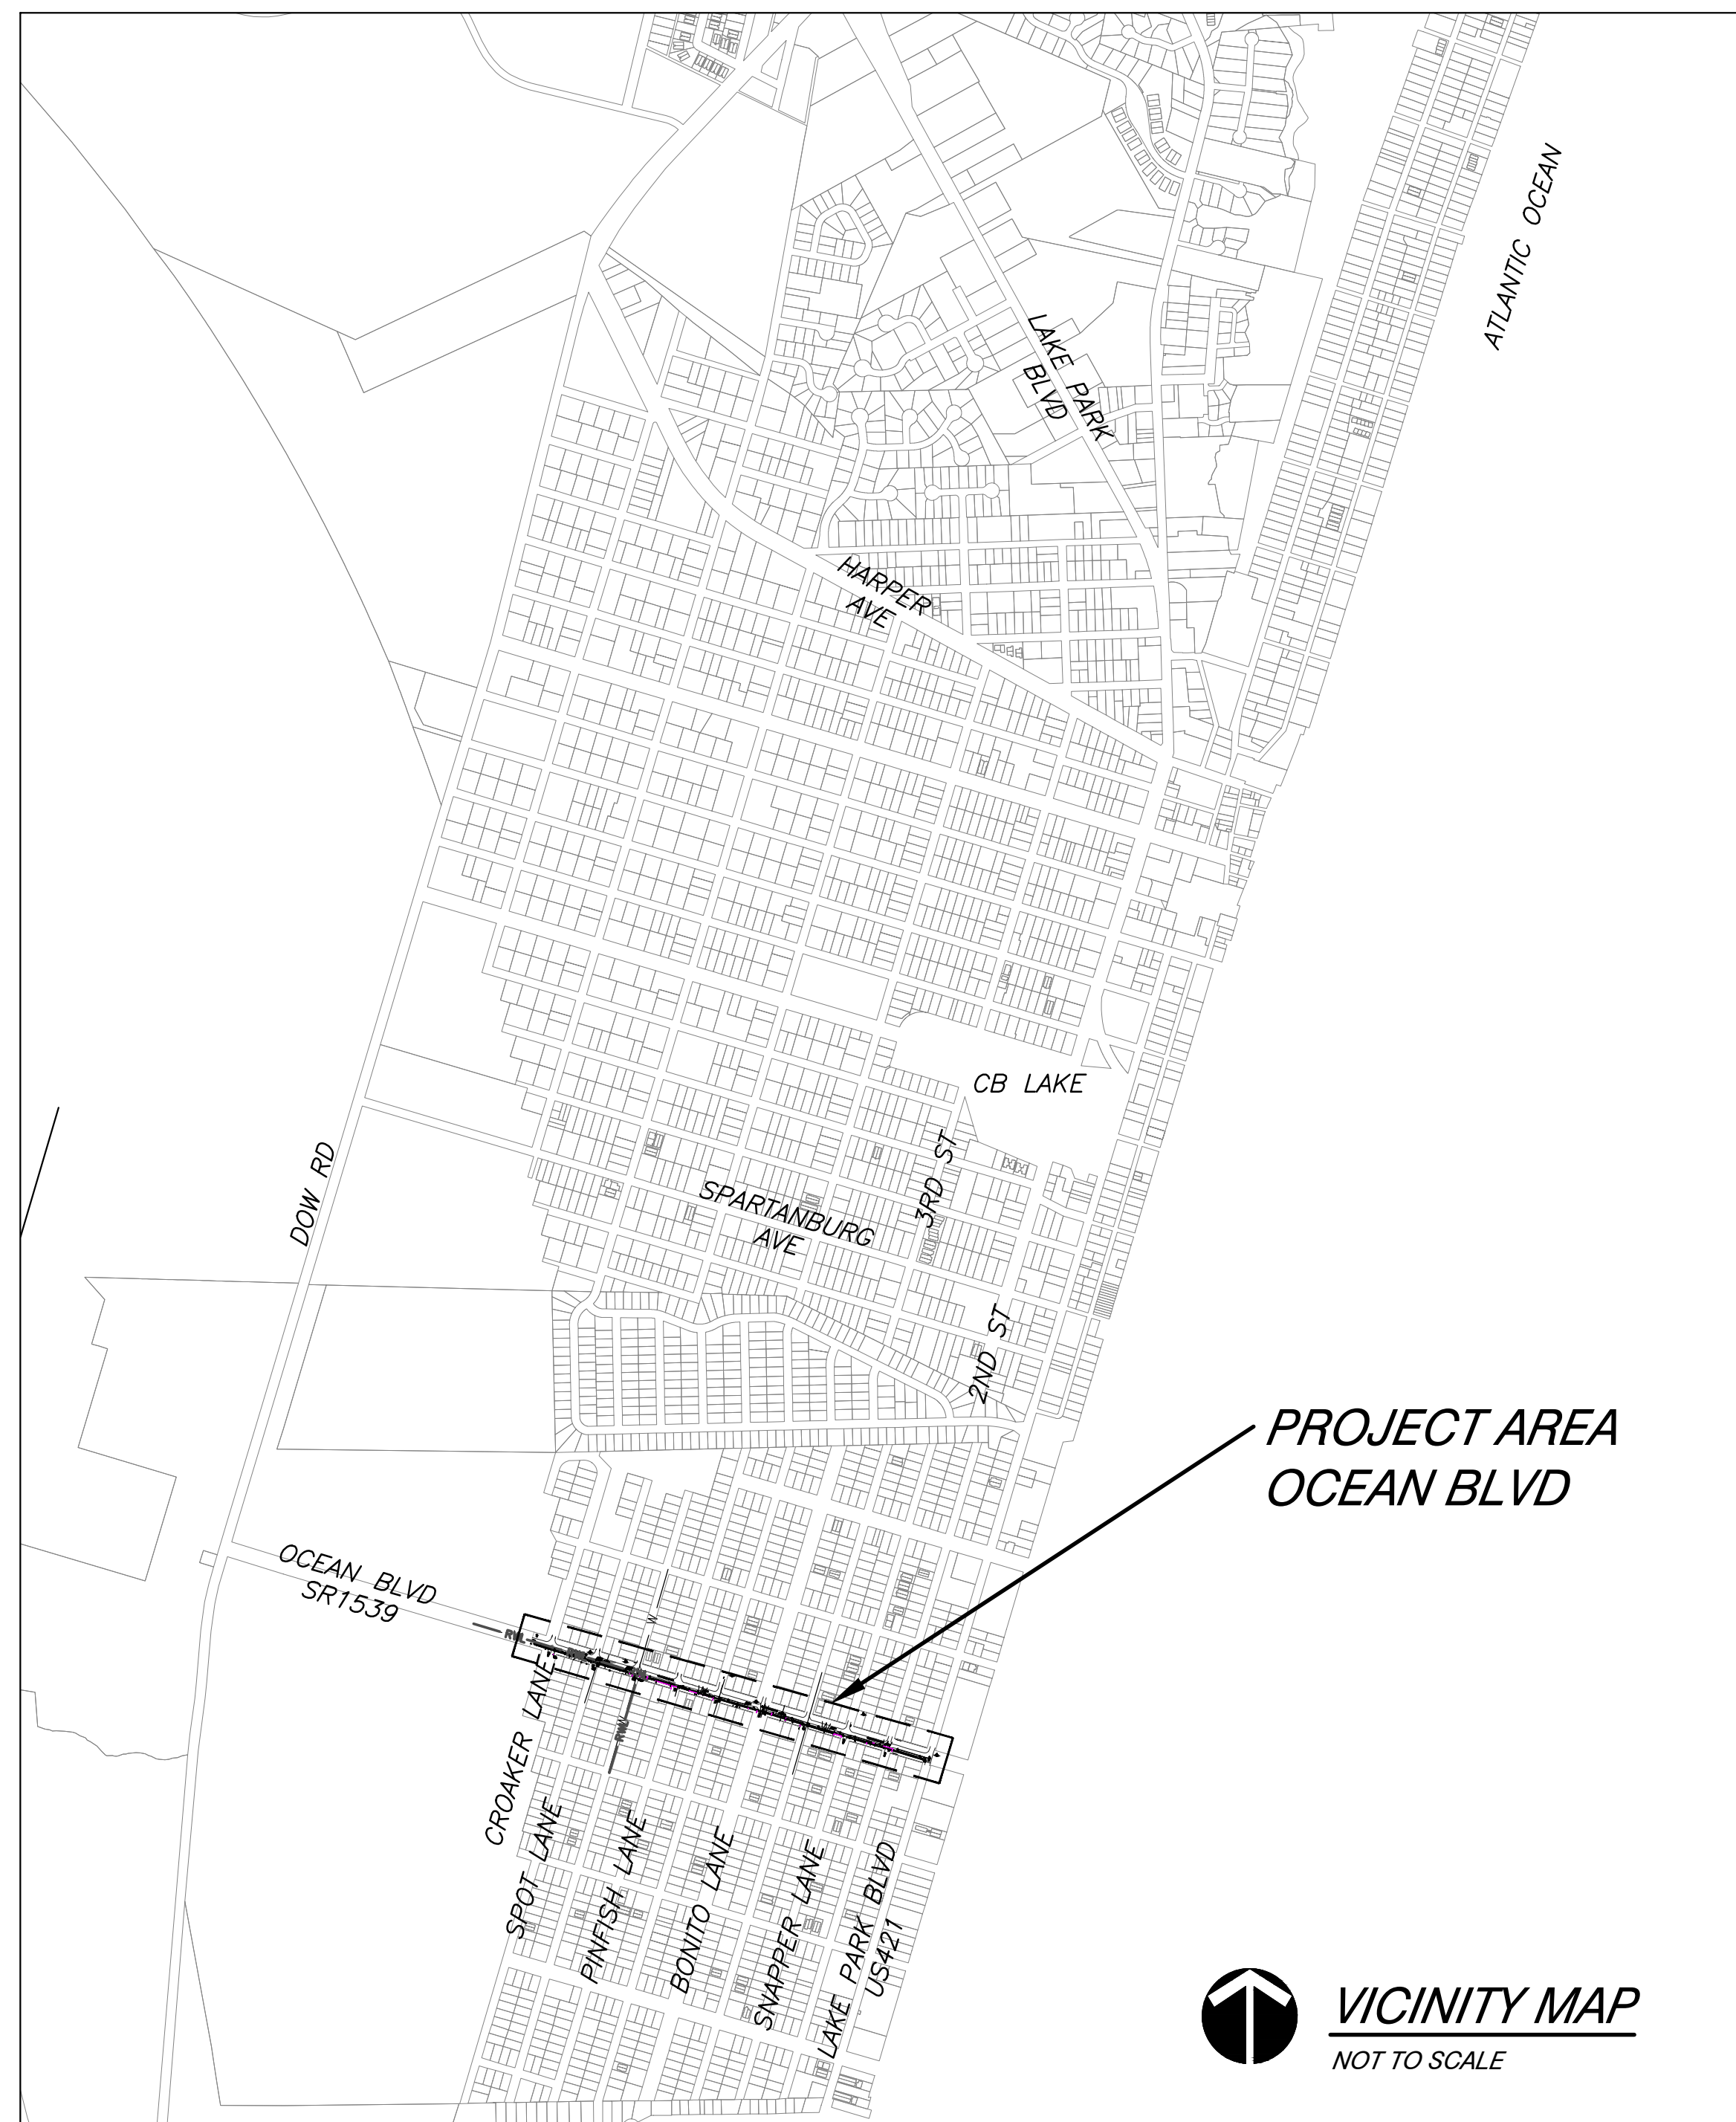 ATLANTIC OCEAN
LAKE PARK
BLVD
HARPER
AVE
CB LAKE
3RD ST
DOW RD
SPARTANBURG
AVE
2ND ST
PROJECT AREA
OCEAN BLVD
OCEAN BLVD
SR1539
W
RWL
RWL
CROAKER LANE
SPOT LANE
PINFISH LANE
BONITO LANE
SNAPPER LANE
LAKE PARK BLVD
US421
VICINITY MAP
NOT TO SCALE